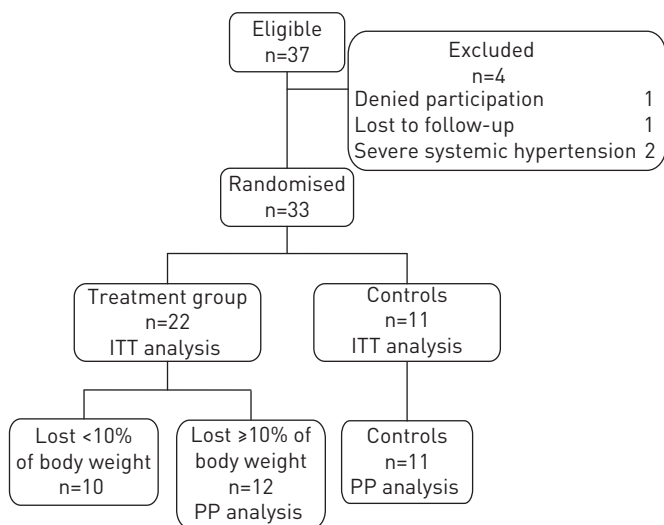 Eligible
n=37
Excluded
n=4
Denied participation 1
Lost to follow-up 1
Severe systemic hypertension 2
Randomised
n=33
Treatment group
n=22
ITT analysis
Controls
n=11
ITT analysis
Lost <10%
of body weight
n=10
Lost ⩾10% of
body weight
n=12
PP analysis
Controls
n=11
PP analysis